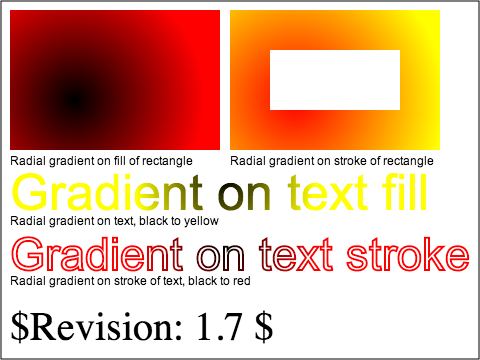 Radial gradient on fill of rectangle
Radial gradient on stroke of rectangle
Gradient on text fill
Radial gradient on text, black to yellow
Gradient on text stroke
Radial gradient on stroke of text, black to red
$Revision: 1.7 $